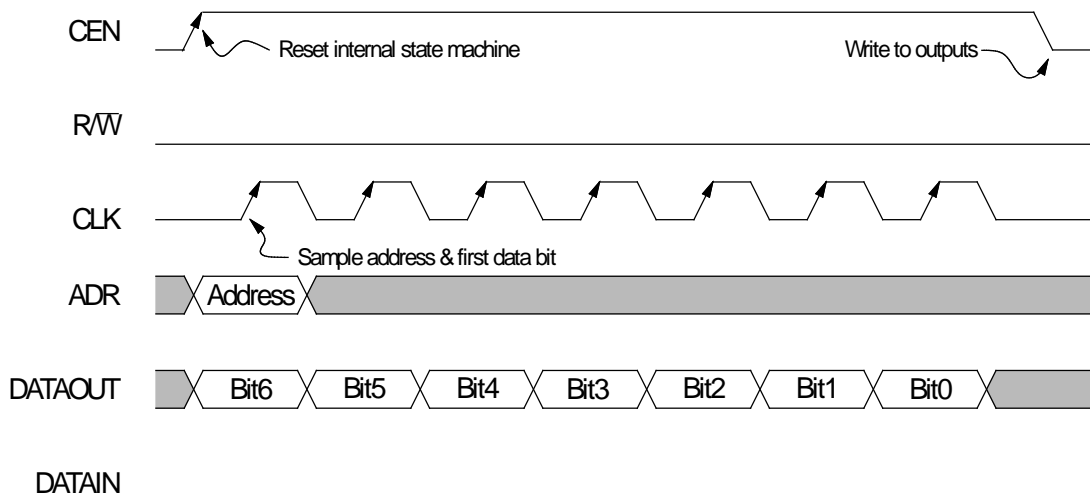 CEN
Reset internal state machine
Write to outputs
R/W̅
CLK
Sample address & first data bit
ADR
Address
DATAOUT
Bit6 Bit5 Bit4 Bit3 Bit2 Bit1 Bit0
DATAIN